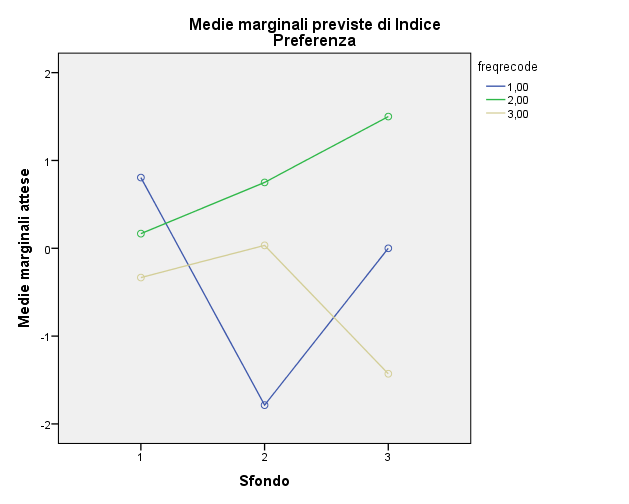 Medie marginali previste di Indice
Preferenza
freqrecode
1,00
2,00
3,00
Medie marginali attese
2
1
0
-1
-2
1 2 3
Sfondo